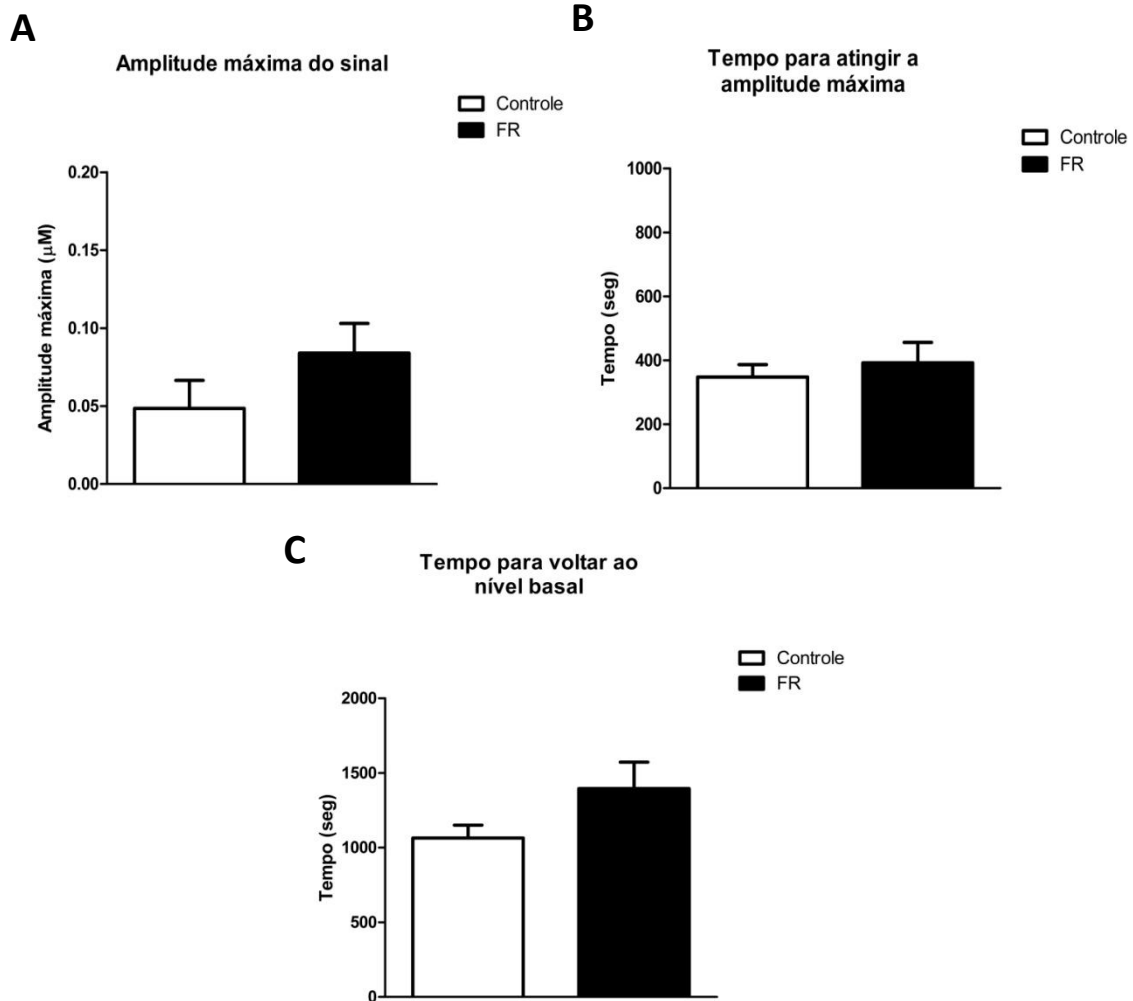 A
Amplitude máxima do sinal
Controle
FR
Amplitude máxima (μM)
0.20
0.15
0.10
0.05
0.00
B
Tempo para atingir a
amplitude máxima
Controle
FR
Tempo (seg)
1000
800
600
400
200
0
C
Tempo para voltar ao
nível basal
Controle
FR
Tempo (seg)
2000
1500
1000
500
0